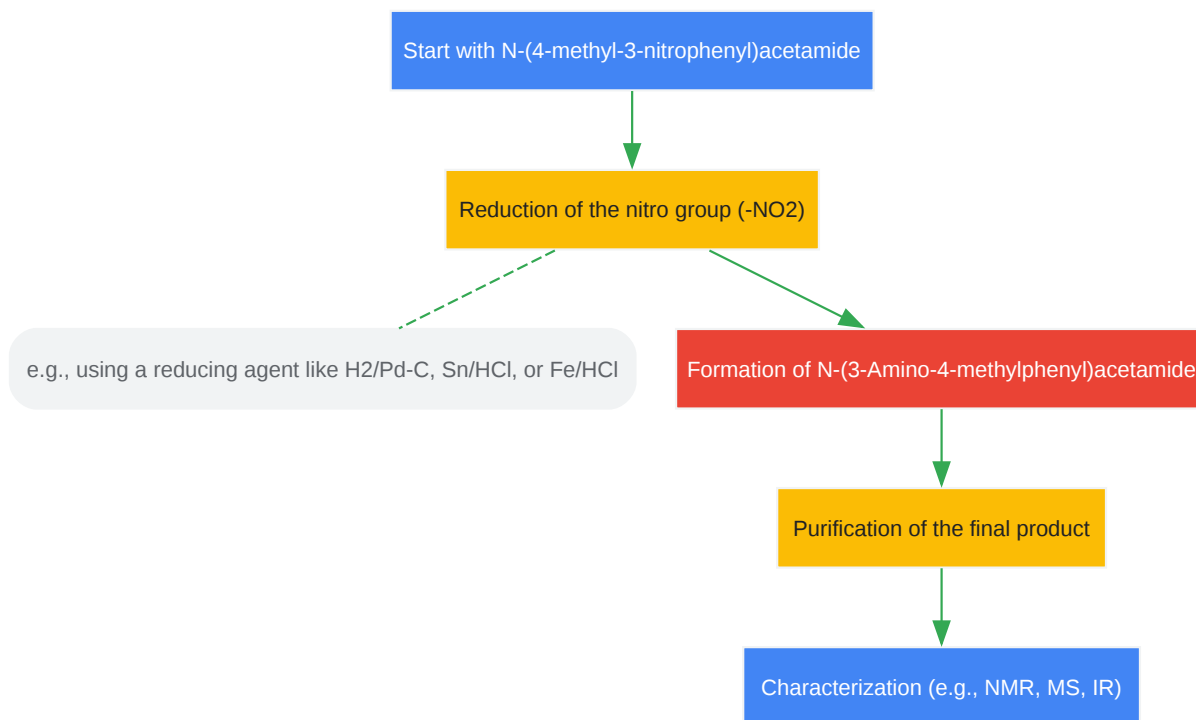 Start with N-(4-methyl-3-nitrophenyl)acetamide
Reduction of the nitro group (-NO2)
e.g., using a reducing agent like H2/Pd-C, Sn/HCl, or Fe/HCl
Formation of N-(3-Amino-4-methylphenyl)acetamide
Purification of the final product
Characterization (e.g., NMR, MS, IR)